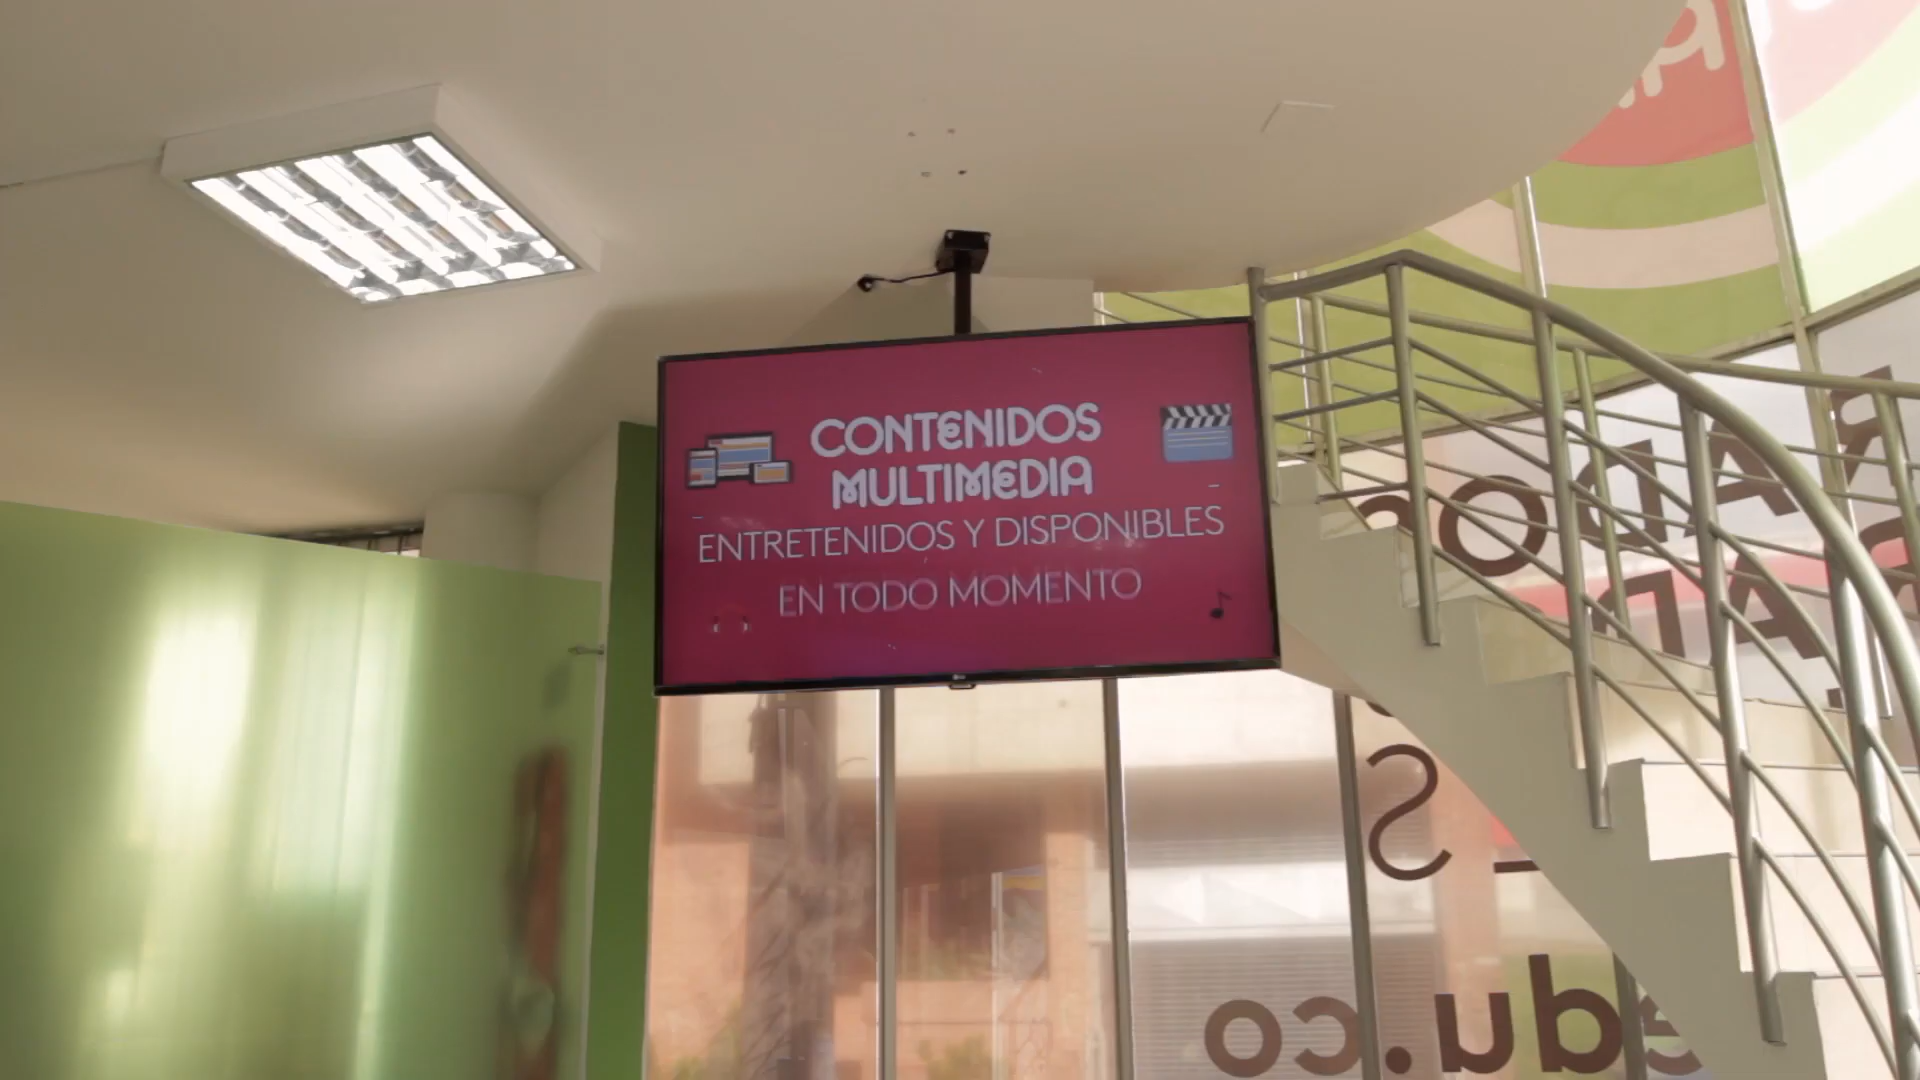 CONTENIDOS
MULTIMEDIA
ENTRETENIDOS Y DISPONIBLES
EN TODO MOMENTO
edu.co